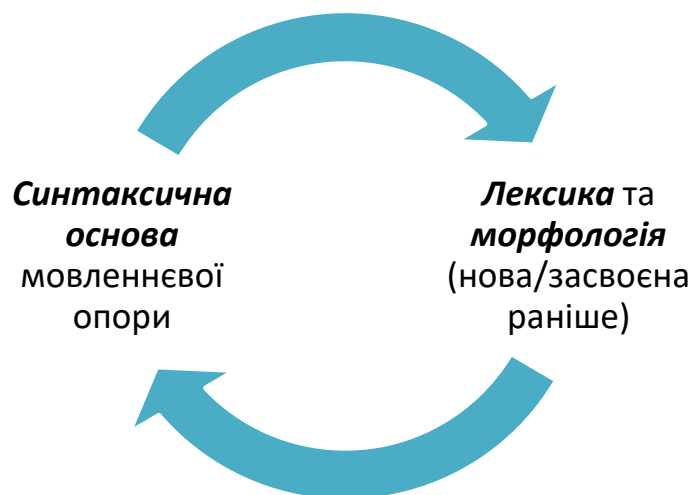 Синтаксична
основа
мовленнєвої
опори
Лексика та
морфологія
(нова/засвоєна
раніше)